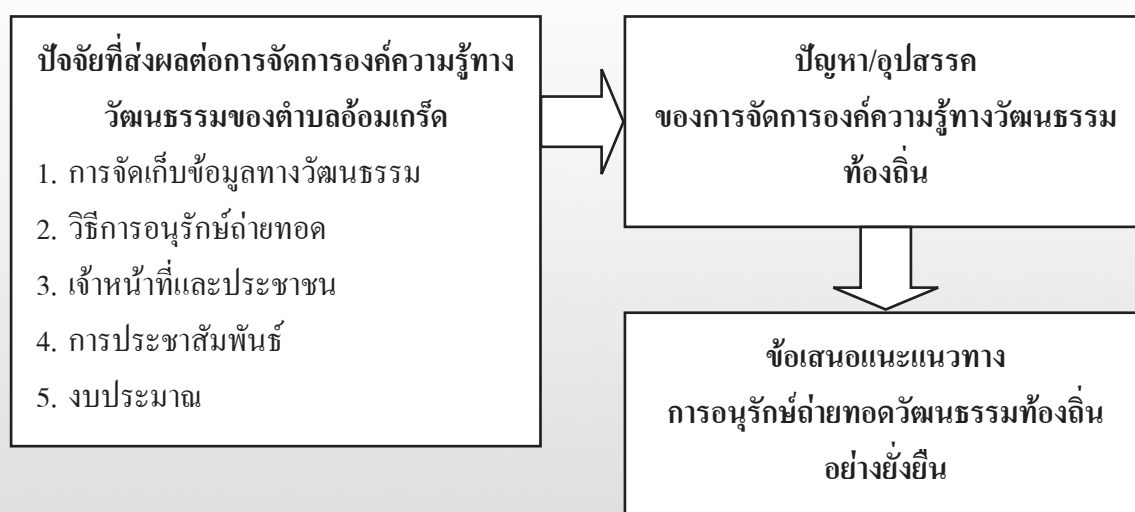 ปัจจัยที่ส่งผลต่อการจัดการองค์ความรู้ทาง
วัฒนธรรมของตำบลอ้อมเกร็ด
1. การจัดเก็บข้อมูลทางวัฒนธรรม
2. วิธีการอนุรักษ์ถ่ายทอด
3. เจ้าหน้าที่และประชาชน
4. การประชาสัมพันธ์
5. งบประมาณ
ปัญหา/อุปสรรค
ของการจัดการองค์ความรู้ทางวัฒนธรรม
ท้องถิ่น
ข้อเสนอแนะแนวทาง
การอนุรักษ์ถ่ายทอดวัฒนธรรมท้องถิ่น
อย่างยั่งยืน